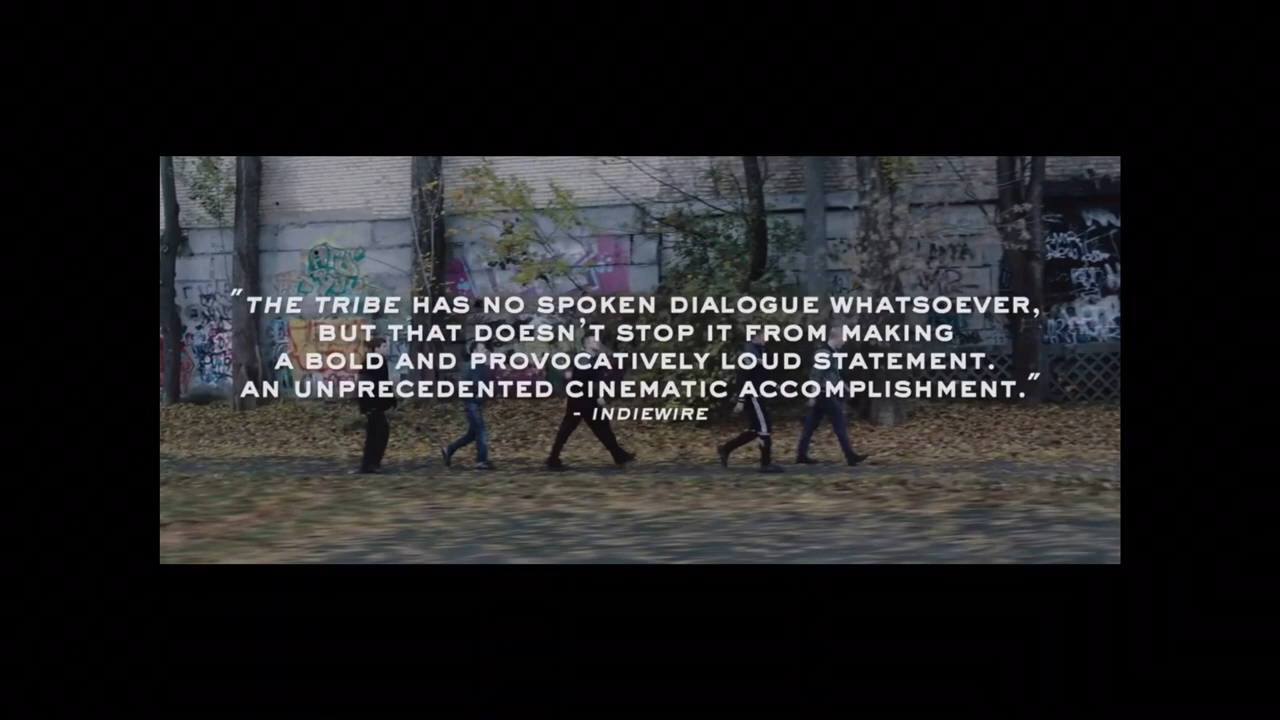 "THE TRIBE HAS NO SPOKEN DIALOGUE WHATSOEVER,
BUT THAT DOESN'T STOP IT FROM MAKING
A BOLD AND PROVOCATIVELY LOUD STATEMENT.
AN UNPRECEDENTED CINEMATIC ACCOMPLISHMENT."
- INDIEWIRE